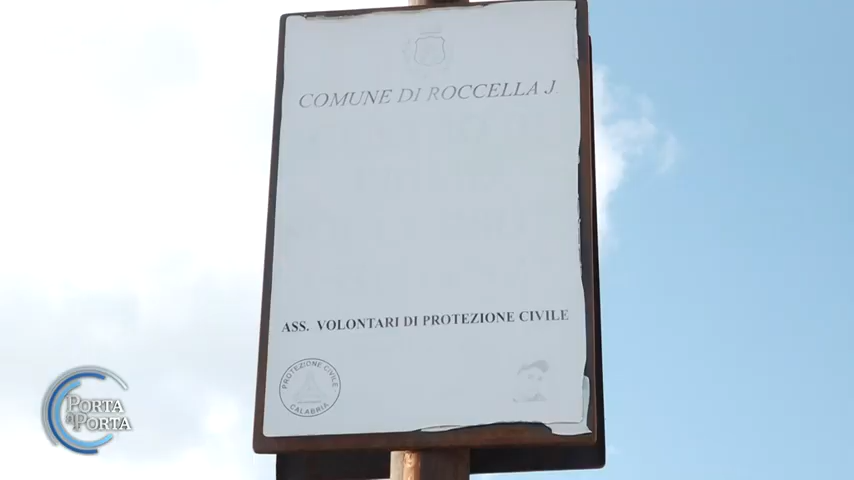 COMUNE DI ROCCELLA J.
ASS. VOLONTARI DI PROTEZIONE CIVILE
PROTEZIONE CIVILE
CALABRIA
PORTA
a PORTA